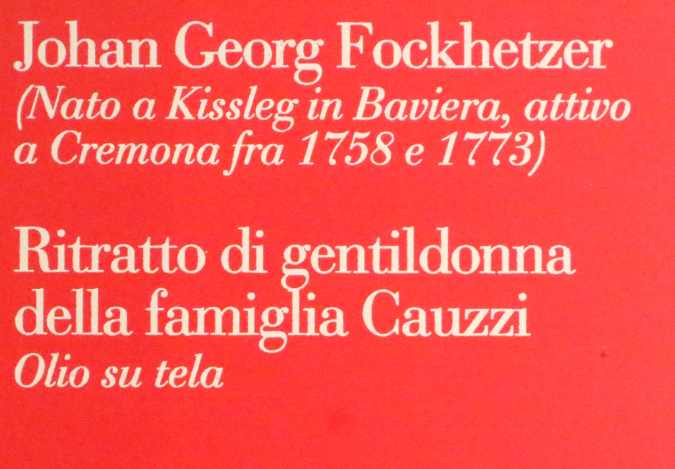 Johan Georg Fockhetzer
(Nato a Kissleg in Baviera, attivo
a Cremona fra 1758 e 1773)
Ritratto di gentildonna
della famiglia Cauzzi
Olio su tela